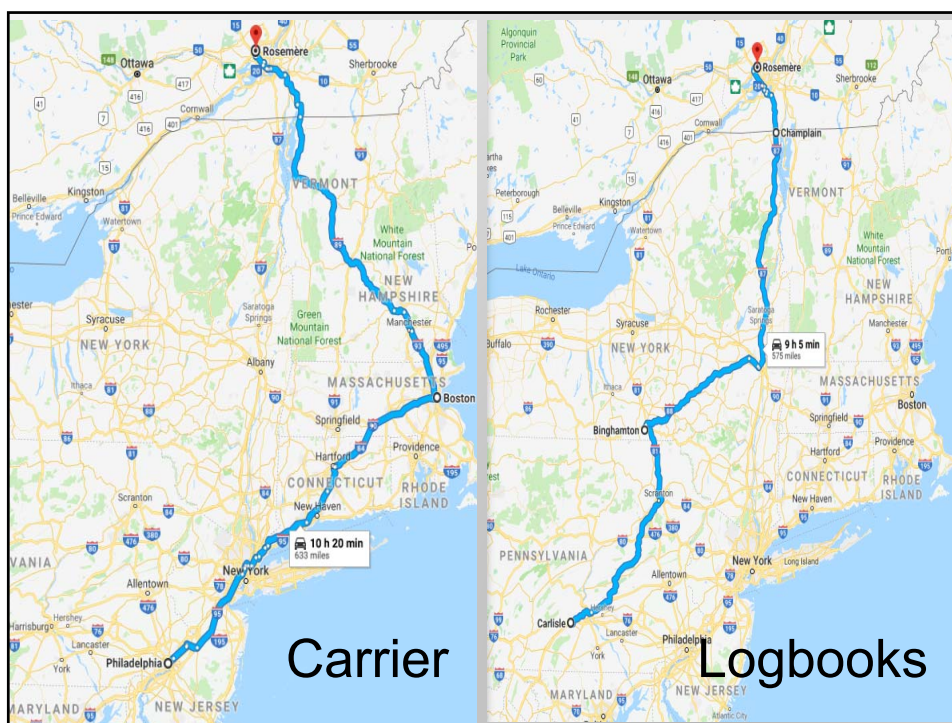 Rosemère
Ottawa
Sherbrooke
Cornwall
VERMONT
Kingston
Belleville
Prince Edward
Watertown
White
Mountain
National Forest
NEW
HAMPSHIRE
Saratoga
Springs
Green
Mountain
National
Forest
Manchester
Syracuse
NEW YORK
Albany
Ithaca
MASSACHUSETTS
Boston
Springfield
Hartford
Providence
CONNECTICUT
RHODE
ISLAND
Scranton
New Haven
10 h 20 min
633 miles
New York
Allentown
Harrisburg
Hershey
Lancaster
York
Philadelphia
MARYLAND
NEW JERSEY
Carrier
Algonquin
Provincial
Park
Rosemère
Ottawa
Sherbrooke
Cornwall
Champlain
Peterborough
Kingston
Belleville
Prince Edward
Watertown
VERMONT
White
Mountain
National Forest
Lake Ontario
NEW
HAMPSHIRE
Rochester
Saratoga
Springs
Manchester
Syracuse
Buffalo
NEW YORK
9 h 5 min
575 miles
Ithaca
MASSACHUSETTS
Boston
Binghamton
Springfield
Hartford
Providence
CONNECTICUT
RHODE
ISLAND
Scranton
New Haven
PENNSYLVANIA
New York
Long Island
Allentown
Carlisle
Hershey
Lancaster
York
Philadelphia
MARYLAND
NEW JERSEY
Atlantic City
Logbooks